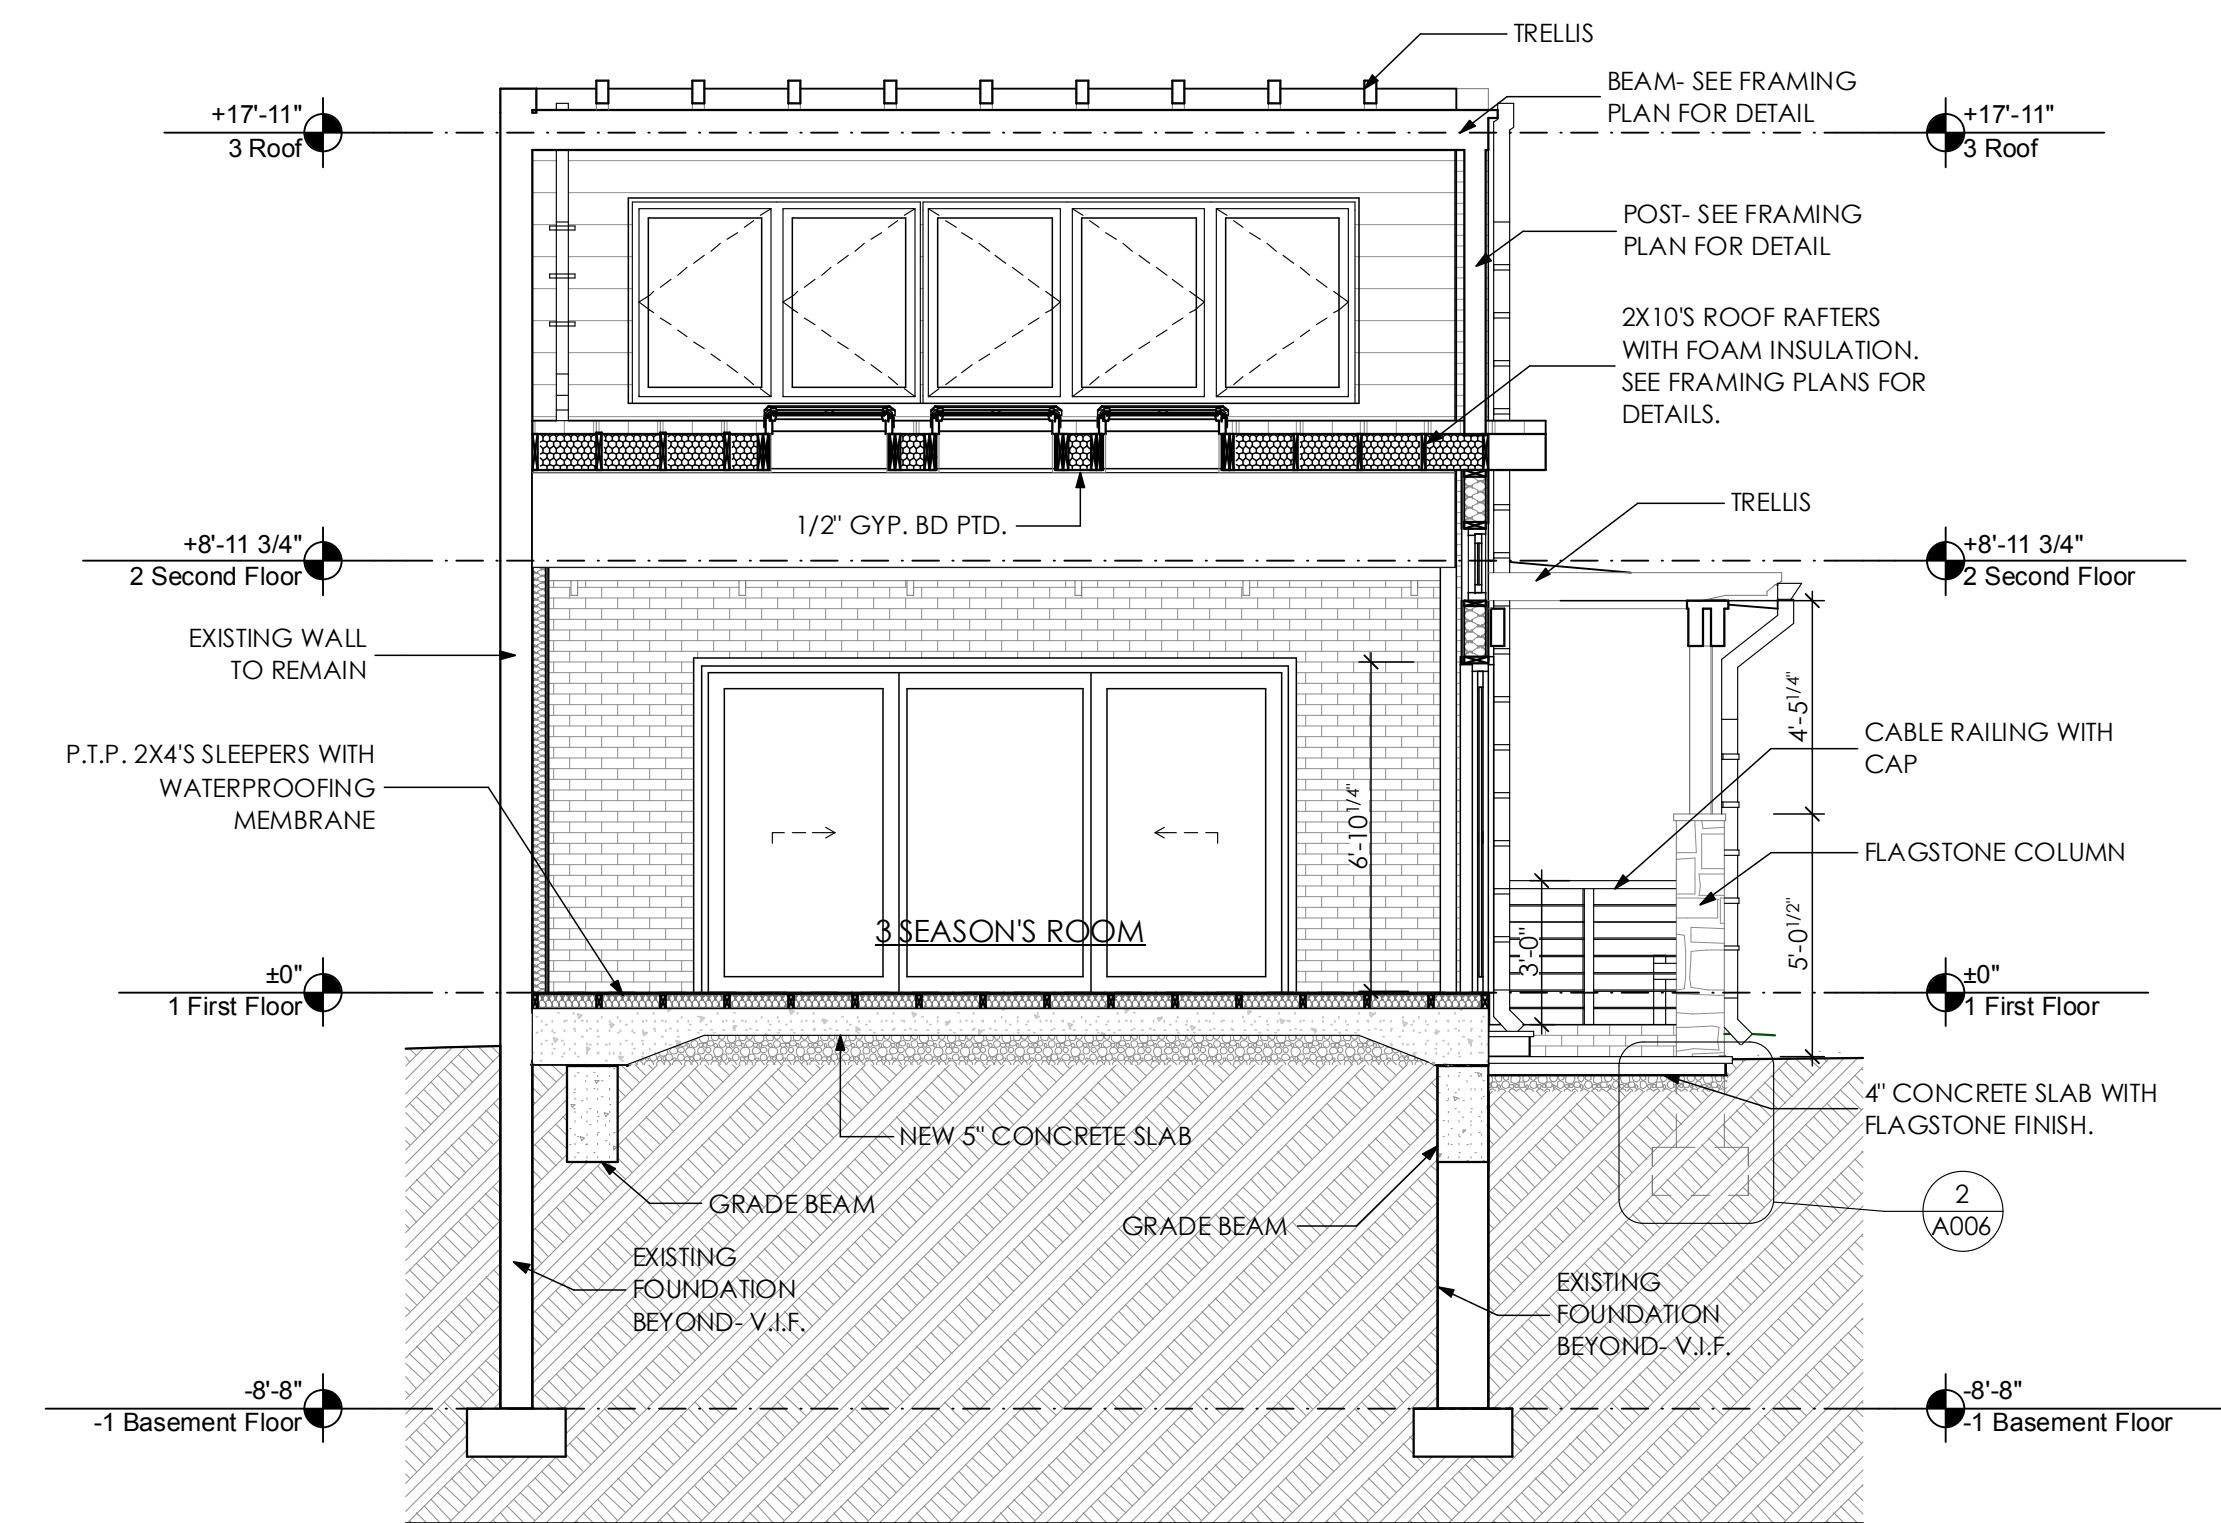 TRELLIS
BEAM- SEE FRAMING
PLAN FOR DETAIL
+17'-11"
3 Roof
+17'-11"
3 Roof
POST- SEE FRAMING
PLAN FOR DETAIL
2X10'S ROOF RAFTERS
WITH FOAM INSULATION.
SEE FRAMING PLANS FOR
DETAILS.
TRELLIS
1/2" GYP. BD PTD.
+8'-11 3/4"
2 Second Floor
+8'-11 3/4"
2 Second Floor
EXISTING WALL
TO REMAIN
4'-5 1/4"
CABLE RAILING WITH
CAP
P.T.P. 2X4'S SLEEPERS WITH
WATERPROOFING
MEMBRANE
6'-10 1/4"
FLAGSTONE COLUMN
3 SEASON'S ROOM
3'-0"
5'-0 1/2"
±0"
1 First Floor
±0"
1 First Floor
4" CONCRETE SLAB WITH
FLAGSTONE FINISH.
NEW 5" CONCRETE SLAB
GRADE BEAM
GRADE BEAM
2
A006
EXISTING
FOUNDATION
BEYOND- V.I.F.
EXISTING
FOUNDATION
BEYOND- V.I.F.
-8'-8"
-1 Basement Floor
-8'-8"
-1 Basement Floor